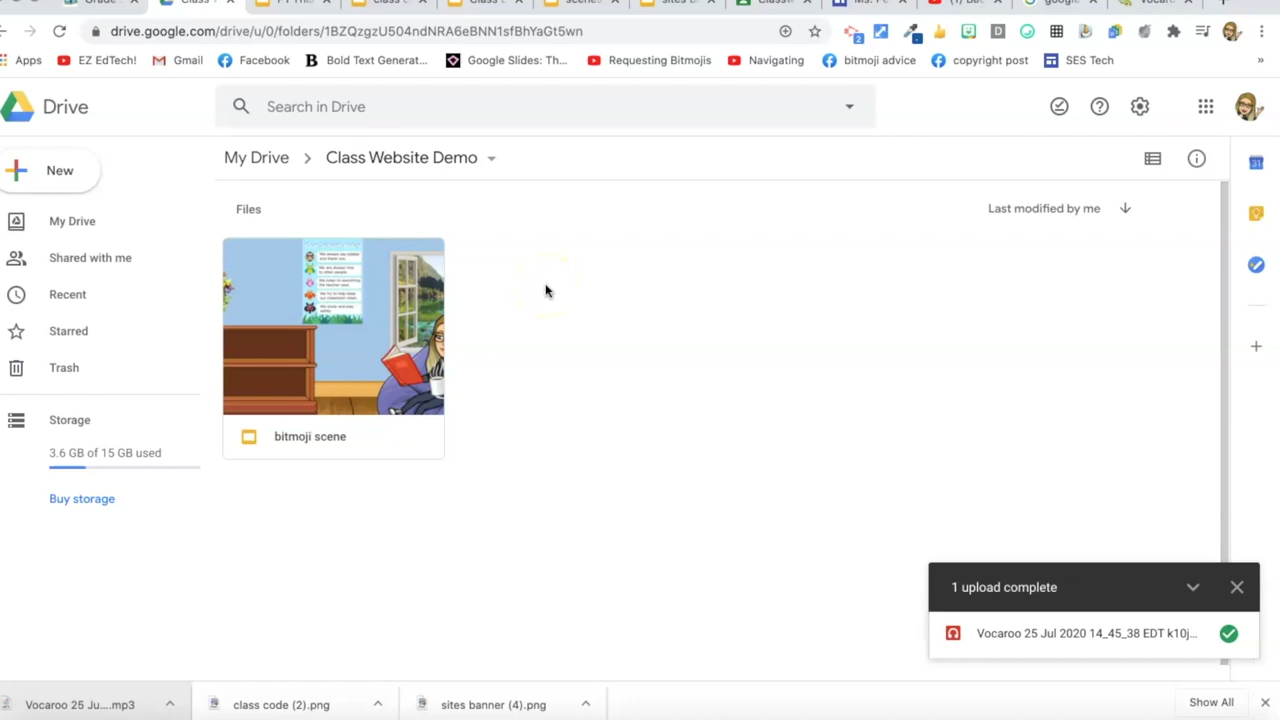 drive.google.com/drive/u/0/folders/1BZQzgzU504ndNRA6eBNN1sfBhYaGt5wn
Apps EZ EdTech! Gmail Facebook Bold Text Generat... Google Slides: Th... Requesting Bitmojis Navigating bitmoji advice copyright post SES Tech »
Drive
Search in Drive
New
My Drive > Class Website Demo
My Drive
Shared with me
Recent
Starred
Trash
Storage
3.6 GB of 15 GB used
Buy storage
Files
Last modified by me
bitmoji scene
1 upload complete
Vocaroo 25 Jul 2020 14_45_38 EDT k10j...
Vocaroo 25 Ju....mp3
class code (2).png
sites banner (4).png
Show All